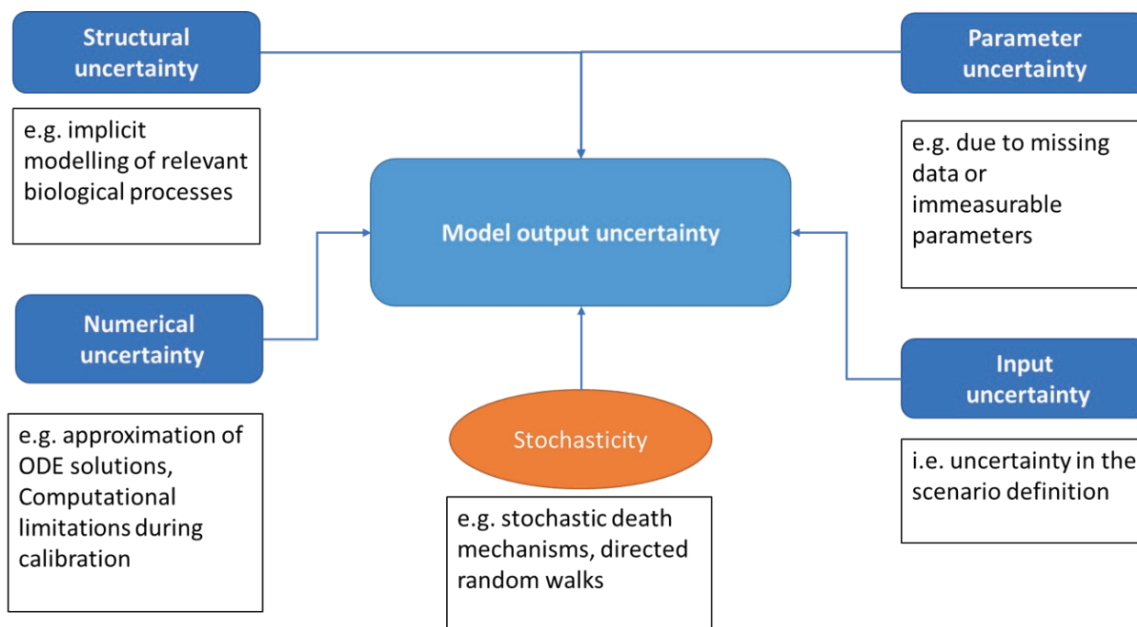 Structural
uncertainty
e.g. implicit
modelling of relevant
biological processes
Parameter
uncertainty
e.g. due to missing
data or
immeasurable
parameters
Model output uncertainty
Numerical
uncertainty
e.g. approximation of
ODE solutions,
Computational
limitations during
calibration
Stochasticity
e.g. stochastic death
mechanisms, directed
random walks
Input
uncertainty
i.e. uncertainty in the
scenario definition